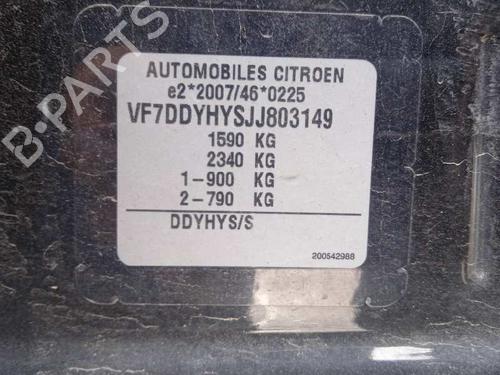 AUTOMOBILES CITROEN
e2*2007/46*0225
VF7DDYHYSJJ803149
1590 KG
2340 KG
1-900 KG
2-790 KG
DDYHYS/S
200542988